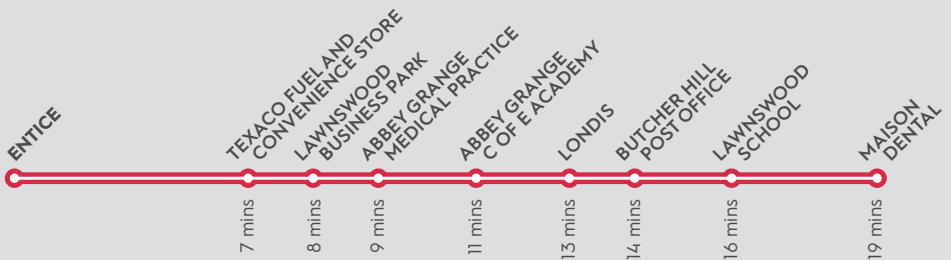 ENTICE
TEXACO FUEL AND
CONVENIENCE STORE
LAWNSWOOD
BUSINESS PARK
ABBEY GRANGE
MEDICAL PRACTICE
ABBEY GRANGE
C OF E ACADEMY
LONDIS
BUTCHER HILL
POST OFFICE
LAWNSWOOD
SCHOOL
MAISON
DENTAL
7 mins
8 mins
9 mins
11 mins
13 mins
14 mins
16 mins
19 mins